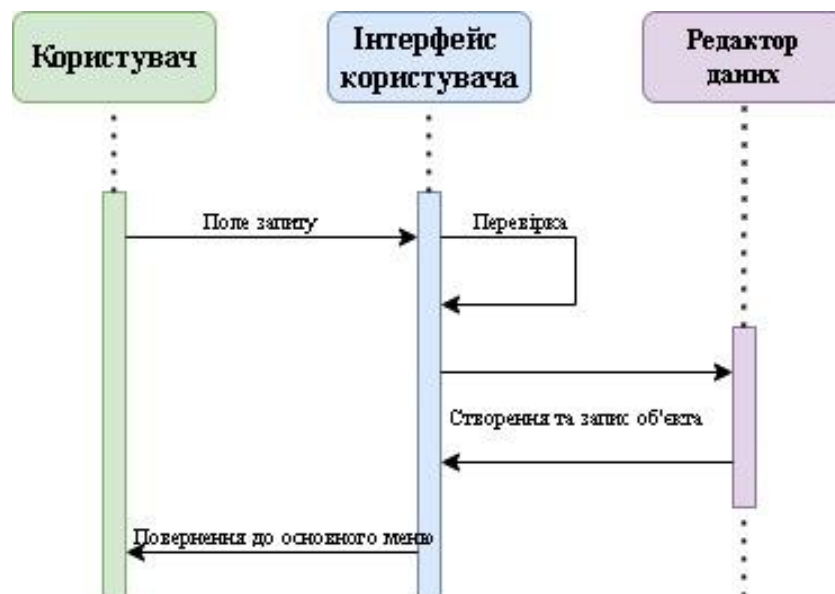 Користувач
Інтерфейс
користувача
Редактор
даних
Поле запиту
Перевірка
Створення та запис об'єкта
Повернення до основного меню